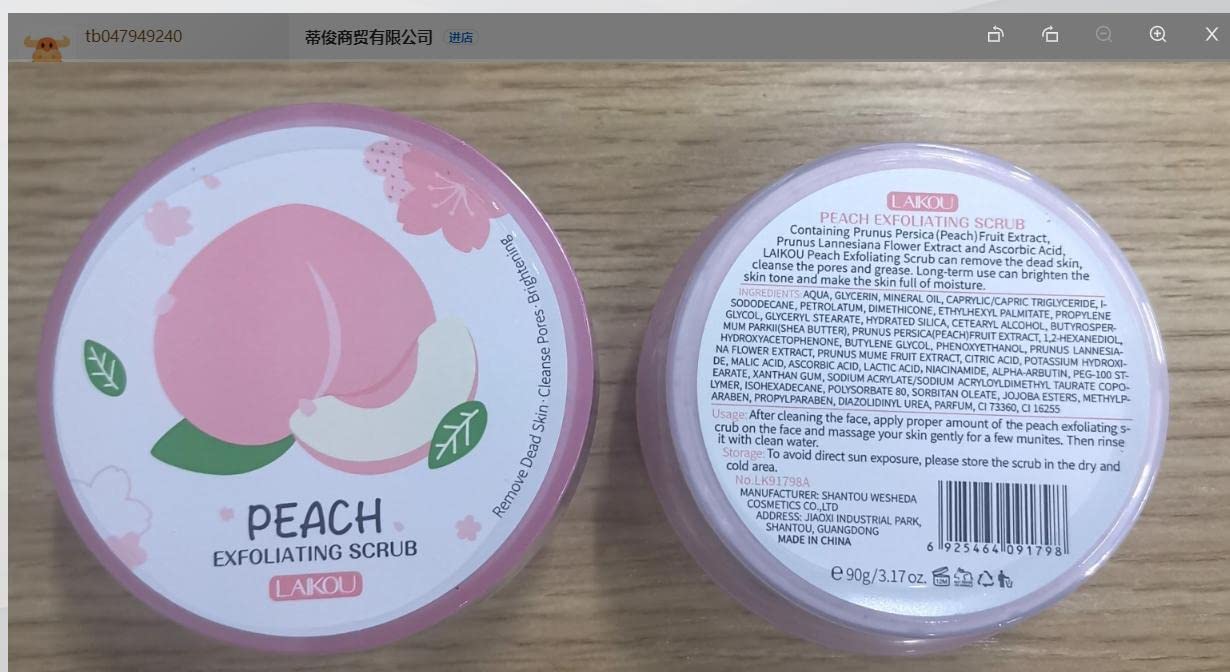 tb047949240
蒂俊商贸有限公司 进店
Remove Dead Skin · Cleanse Pores · Brightening
PEACH
EXFOLIATING SCRUB
LAIKOU
LAIKOU
PEACH EXFOLIATING SCRUB
Containing Prunus Persica(Peach)Fruit Extract,
Prunus Lannesiana Flower Extract and Ascorbic Acid,
LAIKOU Peach Exfoliating Scrub can remove the dead skin,
cleanse the pores and grease. Long-term use can brighten the
skin tone and make the skin full of moisture.
INGREDIENTS: AQUA, GLYCERIN, MINERAL OIL, CAPRYLIC/CAPRIC TRIGLYCERIDE, I-
SODODECANE, PETROLATUM, DIMETHICONE, ETHYLHEXYL PALMITATE, PROPYLENE
GLYCOL, GLYCERYL STEARATE, HYDRATED SILICA, CETEARYL ALCOHOL, BUTYROSPER-
MUM PARKII(SHEA BUTTER), PRUNUS PERSICA(PEACH)FRUIT EXTRACT, 1,2-HEXANEDIOL,
HYDROXYACETOPHENONE, BUTYLENE GLYCOL, PHENOXYETHANOL, PRUNUS LANNESIA-
NA FLOWER EXTRACT, PRUNUS MUME FRUIT EXTRACT, CITRIC ACID, POTASSIUM HYDROXI-
DE, MALIC ACID, ASCORBIC ACID, LACTIC ACID, NIACINAMIDE, ALPHA-ARBUTIN, PEG-100 ST-
EARATE, XANTHAN GUM, SODIUM ACRYLATE/SODIUM ACRYLOYLDIMETHYL TAURATE COPO-
LYMER, ISOHEXADECANE, POLYSORBATE 80, SORBITAN OLEATE, JOJOBA ESTERS, METHYLP-
ARABEN, PROPYLPARABEN, DIAZOLIDINYL UREA, PARFUM, CI 73360, CI 16255
Usage: After cleaning the face, apply proper amount of the peach exfoliating s-
crub on the face and massage your skin gently for a few munites. Then rinse
it with clean water.
Storage: To avoid direct sun exposure, please store the scrub in the dry and
cold area.
No.LK91798A
MANUFACTURER: SHANTOU WESHEDA
COSMETICS CO.,LTD
ADDRESS: JIAOXI INDUSTRIAL PARK,
SHANTOU, GUANGDONG
MADE IN CHINA
6 925464 091798
℮ 90g/3.17oz. 12M